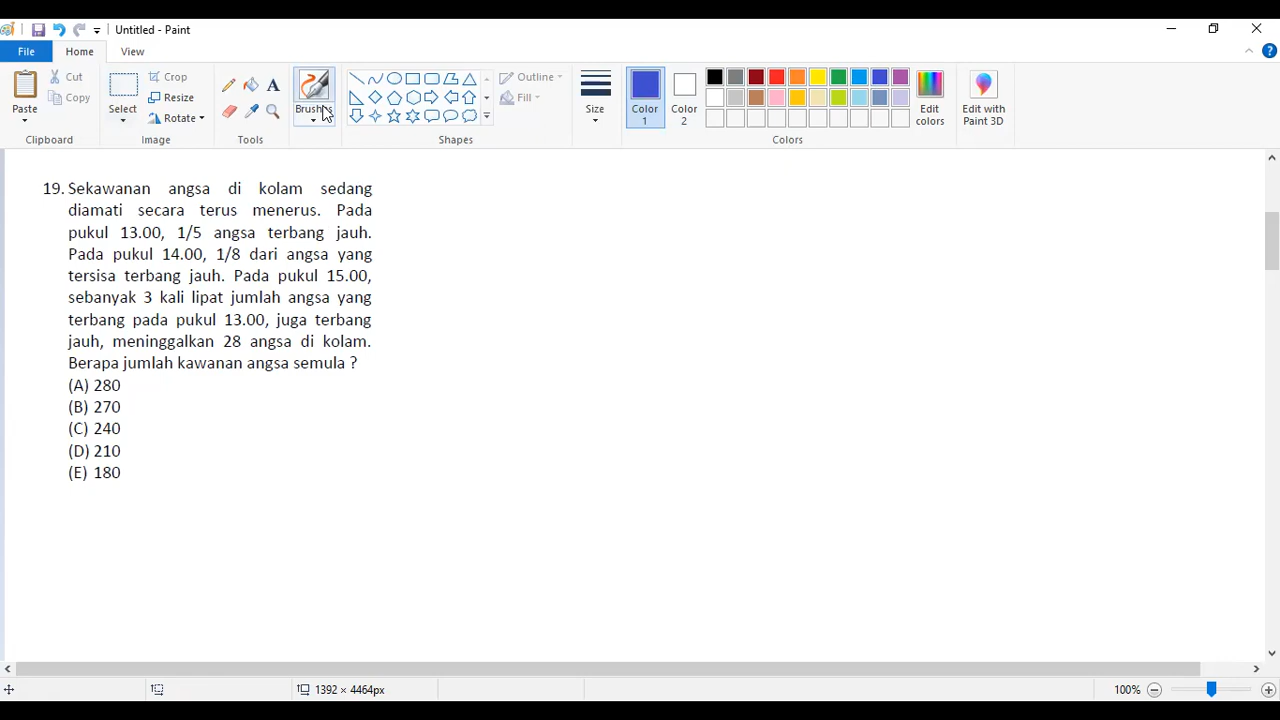 Untitled - Paint
File Home View
Paste
Cut
Copy
Clipboard
Select
Crop
Resize
Rotate
Image
A
Tools
Brushes
Shapes
Outline
Fill
Size
Color 1
Color 2
Colors
Edit colors
Edit with Paint 3D
19. Sekawanan angsa di kolam sedang
diamati secara terus menerus. Pada
pukul 13.00, 1/5 angsa terbang jauh.
Pada pukul 14.00, 1/8 dari angsa yang
tersisa terbang jauh. Pada pukul 15.00,
sebanyak 3 kali lipat jumlah angsa yang
terbang pada pukul 13.00, juga terbang
jauh, meninggalkan 28 angsa di kolam.
Berapa jumlah kawanan angsa semula ?
(A) 280
(B) 270
(C) 240
(D) 210
(E) 180
1392 × 4464px
100%